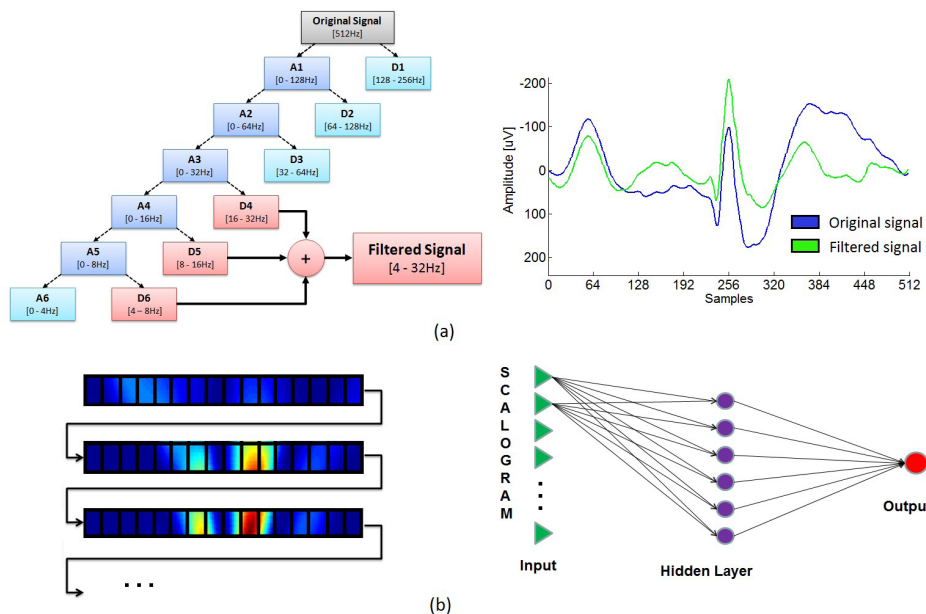 Original Signal
[512Hz]
A1
[0 - 128Hz]
D1
[128 - 256Hz]
A2
[0 - 64Hz]
D2
[64 - 128Hz]
A3
[0 - 32Hz]
D3
[32 - 64Hz]
A4
[0 - 16Hz]
D4
[16 - 32Hz]
A5
[0 - 8Hz]
D5
[8 - 16Hz]
A6
[0 - 4Hz]
D6
[4 – 8Hz]
+
Filtered Signal
[4 - 32Hz]
Amplitude [uV]
-200
-100
0
100
200
Original signal
Filtered signal
0 64 128 192 256 320 384 448 512
Samples
(a)
. . .
S
C
A
L
O
G
R
A
M
Input
Hidden Layer
Output
(b)